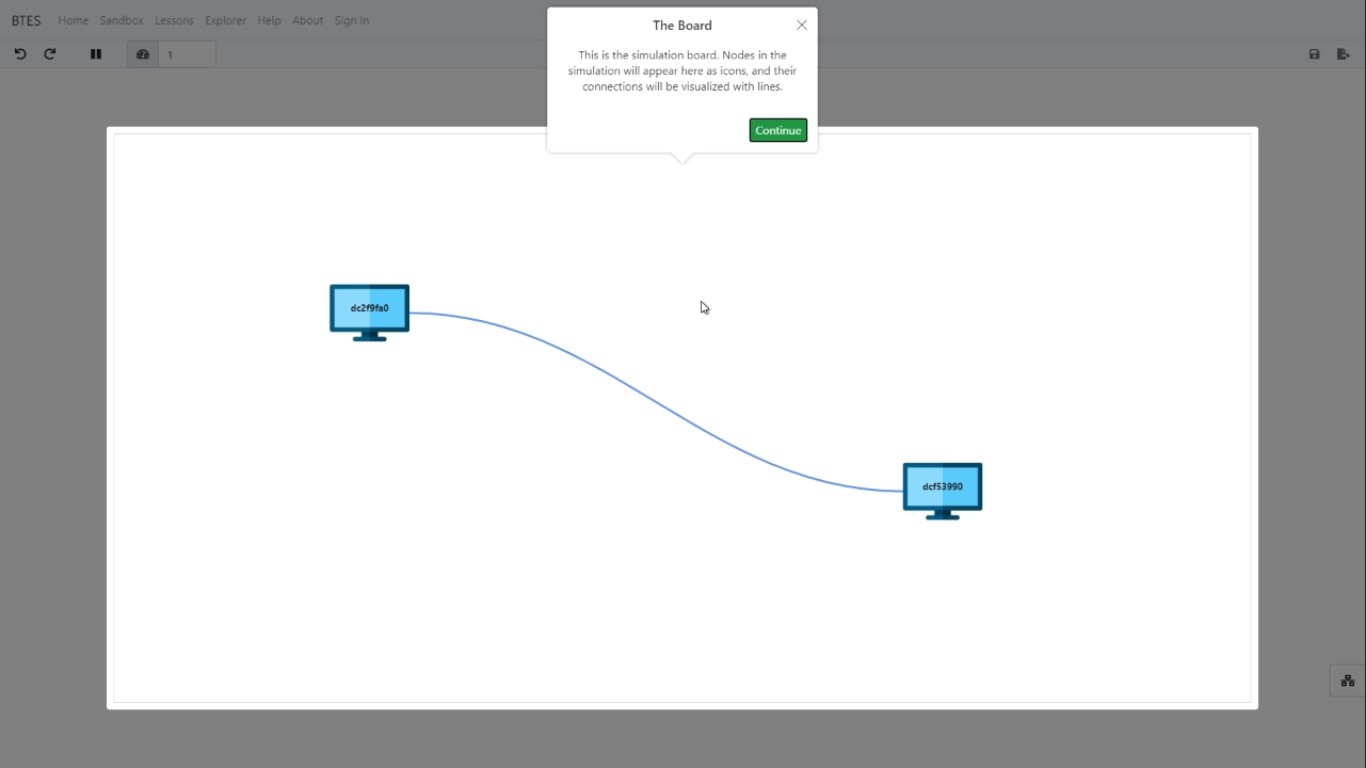 BTES Home Sandbox Lessons Explorer Help About Sign In
1
The Board
This is the simulation board. Nodes in the
simulation will appear here as icons, and their
connections will be visualized with lines.
Continue
dc2f9fa0
dcf53990